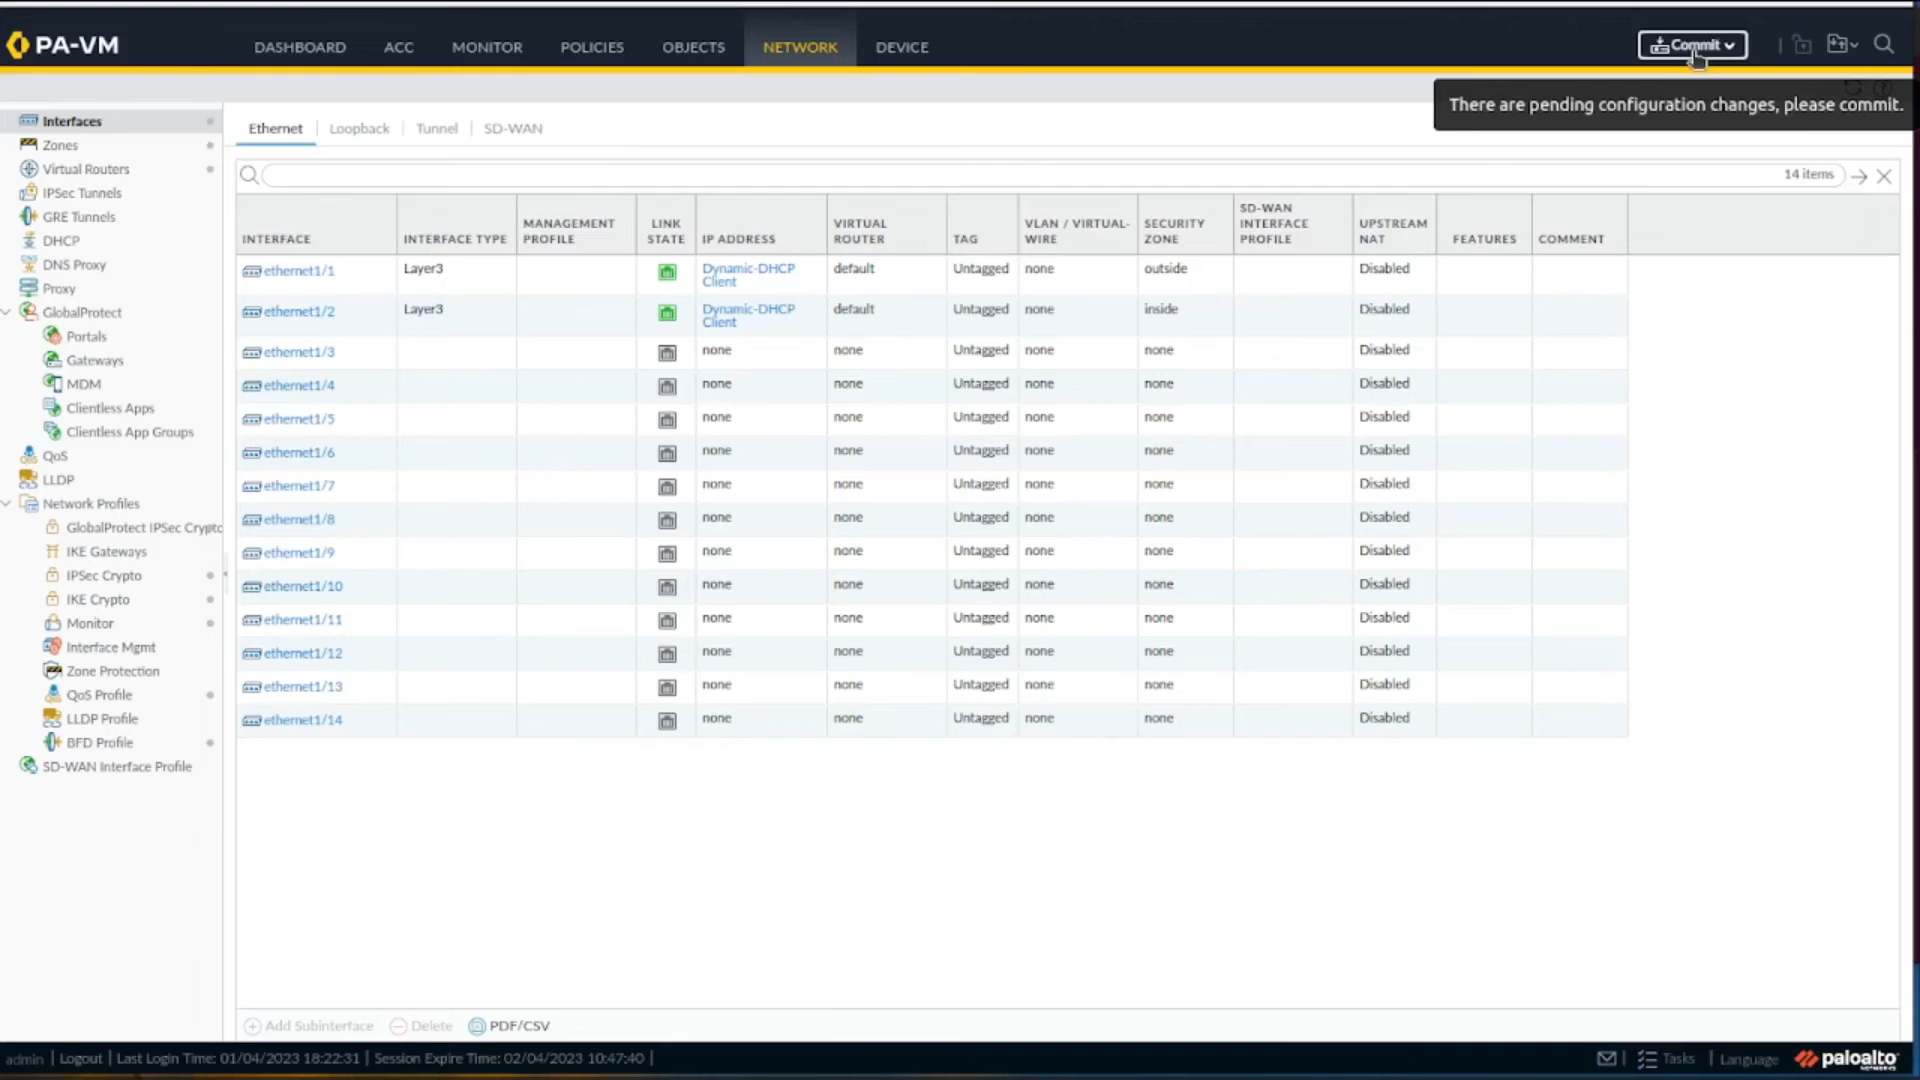 PA-VM
DASHBOARD ACC MONITOR POLICIES OBJECTS NETWORK DEVICE
Commit
There are pending configuration changes, please commit.
Interfaces
Zones
Virtual Routers
IPSec Tunnels
GRE Tunnels
DHCP
DNS Proxy
Proxy
GlobalProtect
Portals
Gateways
MDM
Clientless Apps
Clientless App Groups
QoS
LLDP
Network Profiles
GlobalProtect IPSec Crypto
IKE Gateways
IPSec Crypto
IKE Crypto
Monitor
Interface Mgmt
Zone Protection
QoS Profile
LLDP Profile
BFD Profile
SD-WAN Interface Profile
Ethernet Loopback Tunnel SD-WAN
14 items
INTERFACE INTERFACE TYPE MANAGEMENT PROFILE LINK STATE IP ADDRESS VIRTUAL ROUTER TAG VLAN / VIRTUAL-WIRE SECURITY ZONE SD-WAN INTERFACE PROFILE UPSTREAM NAT FEATURES COMMENT
ethernet1/1 Layer3 Dynamic-DHCP Client default Untagged none outside Disabled
ethernet1/2 Layer3 Dynamic-DHCP Client default Untagged none inside Disabled
ethernet1/3 none none Untagged none none Disabled
ethernet1/4 none none Untagged none none Disabled
ethernet1/5 none none Untagged none none Disabled
ethernet1/6 none none Untagged none none Disabled
ethernet1/7 none none Untagged none none Disabled
ethernet1/8 none none Untagged none none Disabled
ethernet1/9 none none Untagged none none Disabled
ethernet1/10 none none Untagged none none Disabled
ethernet1/11 none none Untagged none none Disabled
ethernet1/12 none none Untagged none none Disabled
ethernet1/13 none none Untagged none none Disabled
ethernet1/14 none none Untagged none none Disabled
Add Subinterface Delete PDF/CSV
admin | Logout | Last Login Time: 01/04/2023 18:22:31 | Session Expire Time: 02/04/2023 10:47:40 |
Tasks | Language paloalto NETWORKS